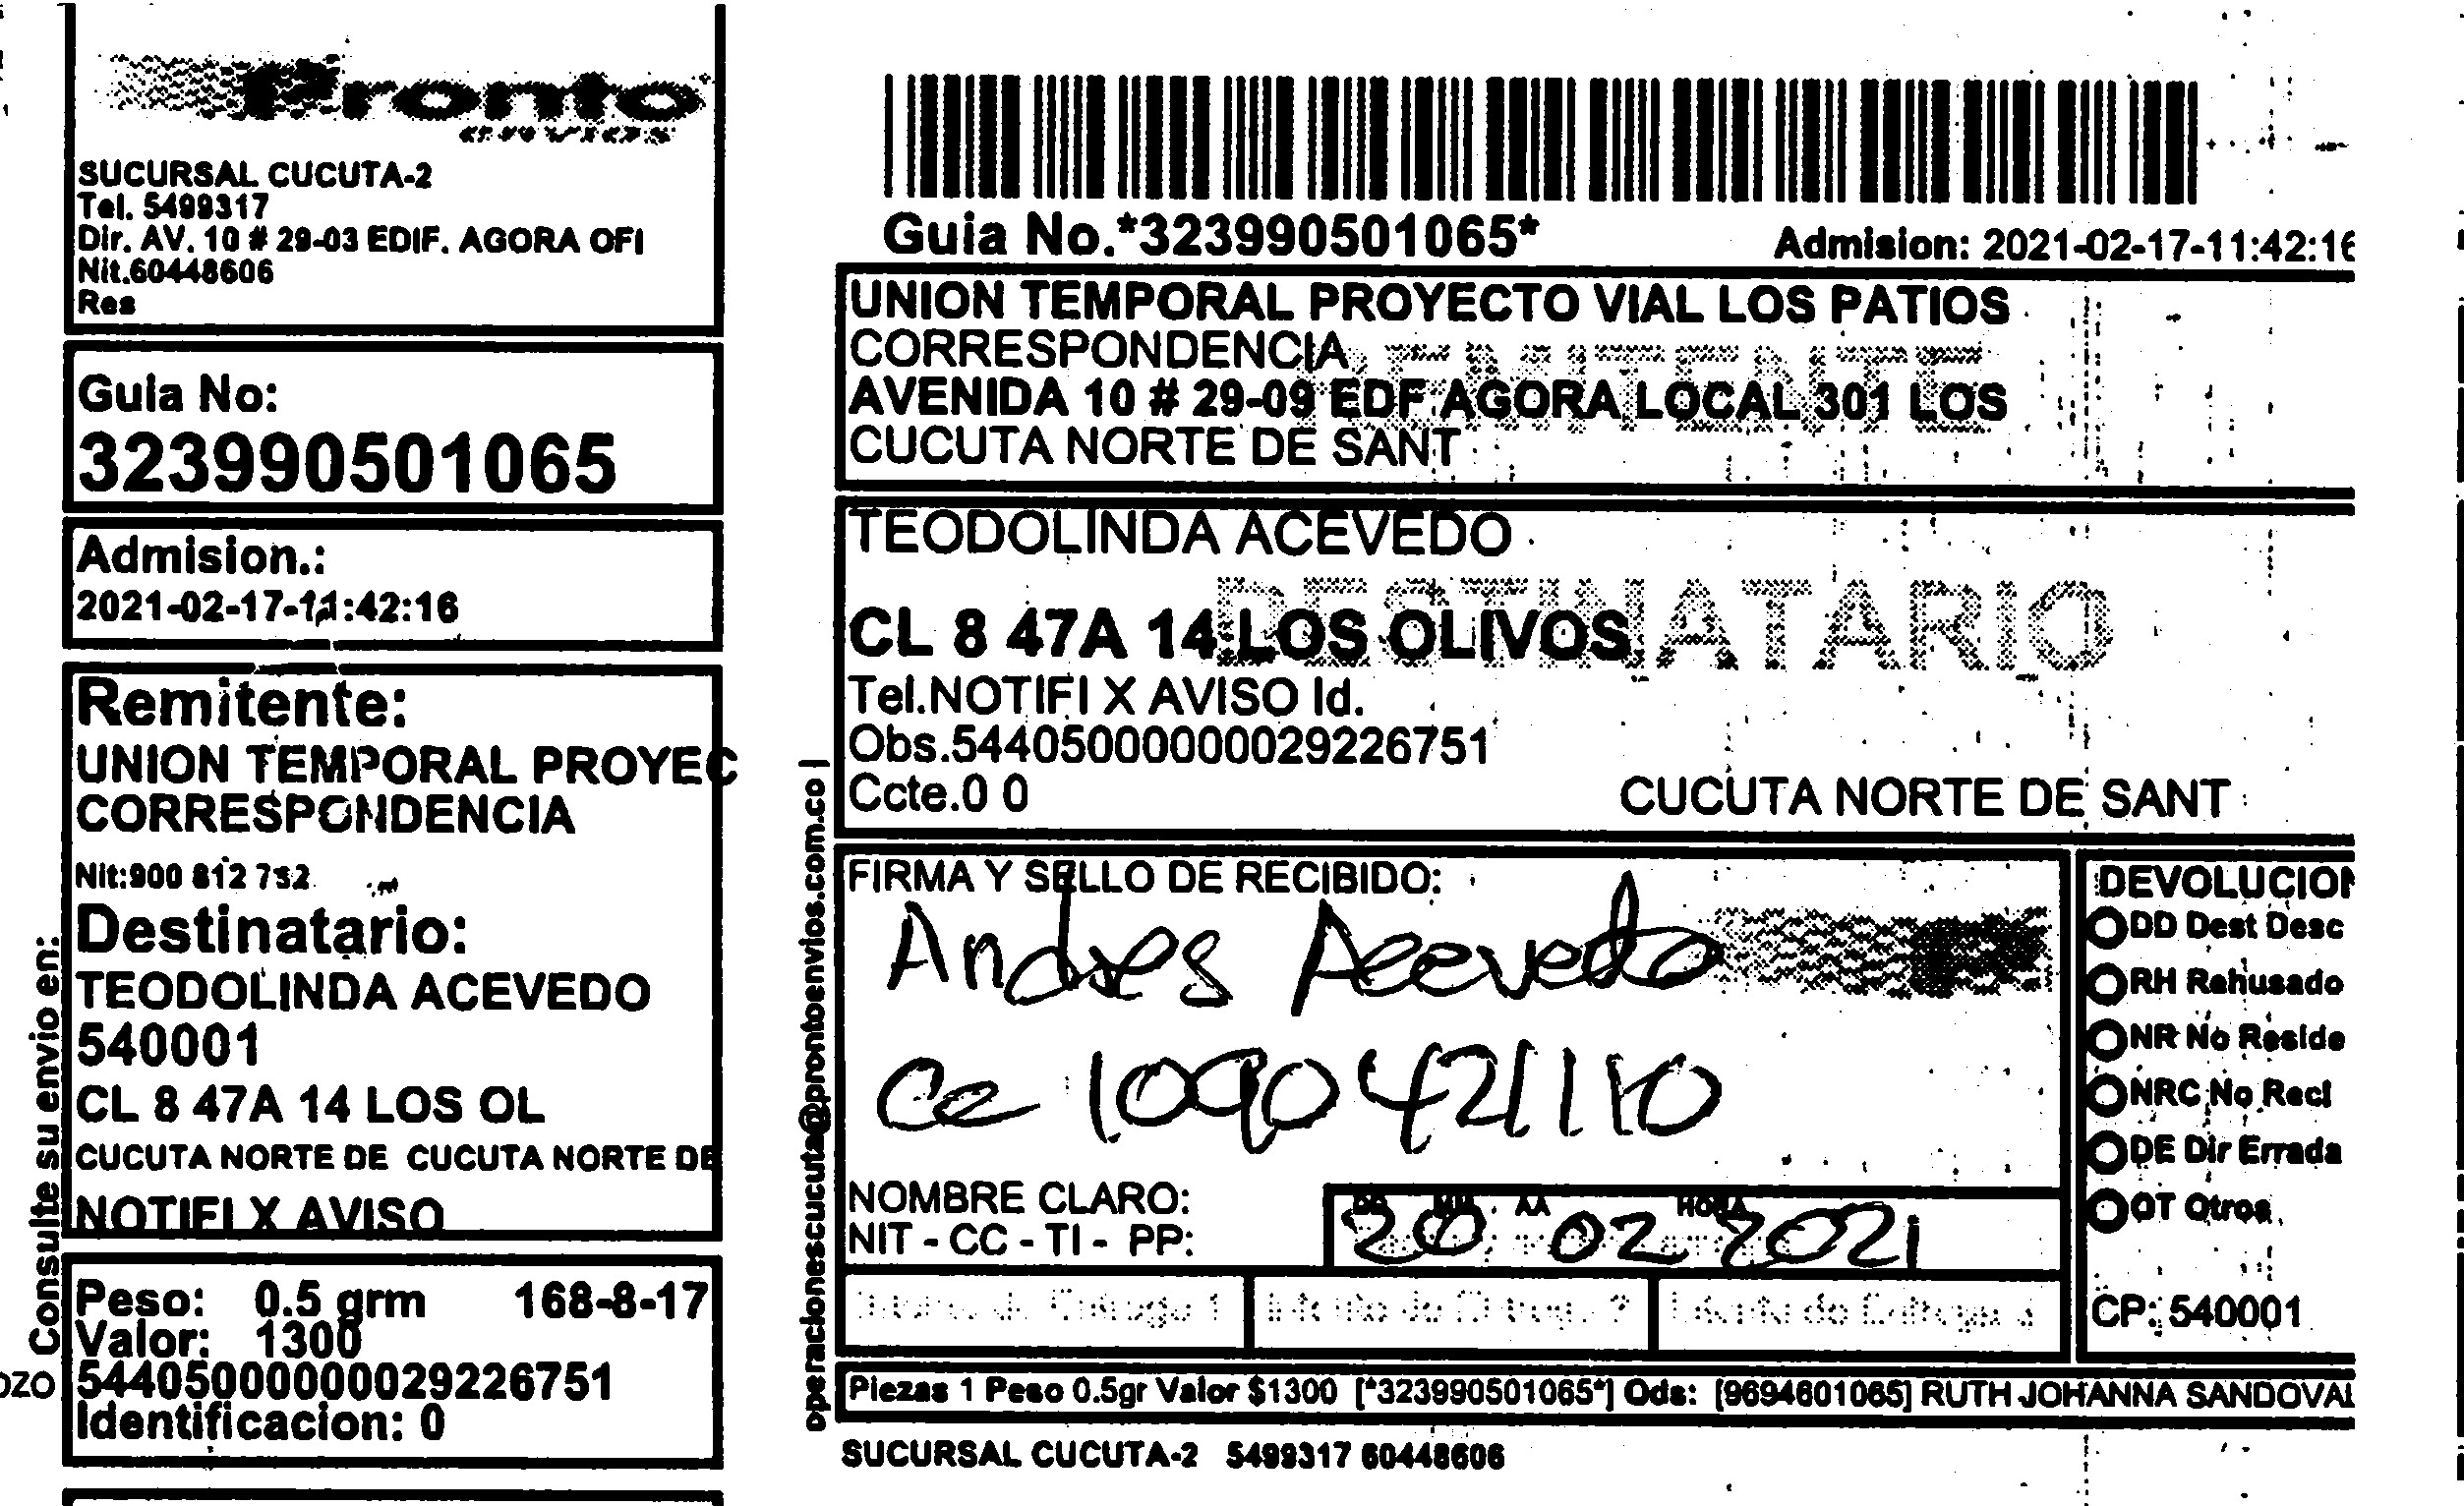 Pronto
SUCURSAL CUCUTA-2
Tel. 5499317
Dir. AV. 10 # 29-03 EDIF. AGORA OFI
Nit.60448606
Res
Guia No:
323990501065
Admision.:
2021-02-17-11:42:16
Remitente:
UNION TEMPORAL PROYEC
CORRESPONDENCIA
Nit:900 812 732
Destinatario:
TEODOLINDA ACEVEDO
540001
CL 8 47A 14 LOS OL
CUCUTA NORTE DE CUCUTA NORTE DE
NOTIFI X AVISO
Peso: 0.5 grm 168-8-17
Valor: 1300
544050000000029226751
Identificacion: 0
Consulte su envio en:
OZO
operacionescucuta@prontoenvios.com.co |
Guia No.*323990501065*
Admision: 2021-02-17-11:42:16
UNION TEMPORAL PROYECTO VIAL LOS PATIOS
CORRESPONDENCIA
REMITENTE
AVENIDA 10 # 29-09 EDF AGORA LOCAL 301 LOS
CUCUTA NORTE DE SANT
TEODOLINDA ACEVEDO
DESTINATARIO
CL 8 47A 14 LOS OLIVOS
Tel.NOTIFI X AVISO Id.
Obs.544050000000029226751
Ccte.0 0
CUCUTA NORTE DE SANT
FIRMA Y SELLO DE RECIBIDO:
Andres Acevedo
cc 1090421110
NOMBRE CLARO:
NIT - CC - TI - PP:
DD MM AA HORA
20 02 2021
DEVOLUCION
DD Dest Desc
RH Rehusado
NR No Reside
NRC No Recl
DE Dir Errada
OT Otros
CP: 540001
Piezas 1 Peso 0.5gr Valor $1300 [*323990501065*] Ods: [9694601065] RUTH JOHANNA SANDOVAL
SUCURSAL CUCUTA-2 5499317 60448606